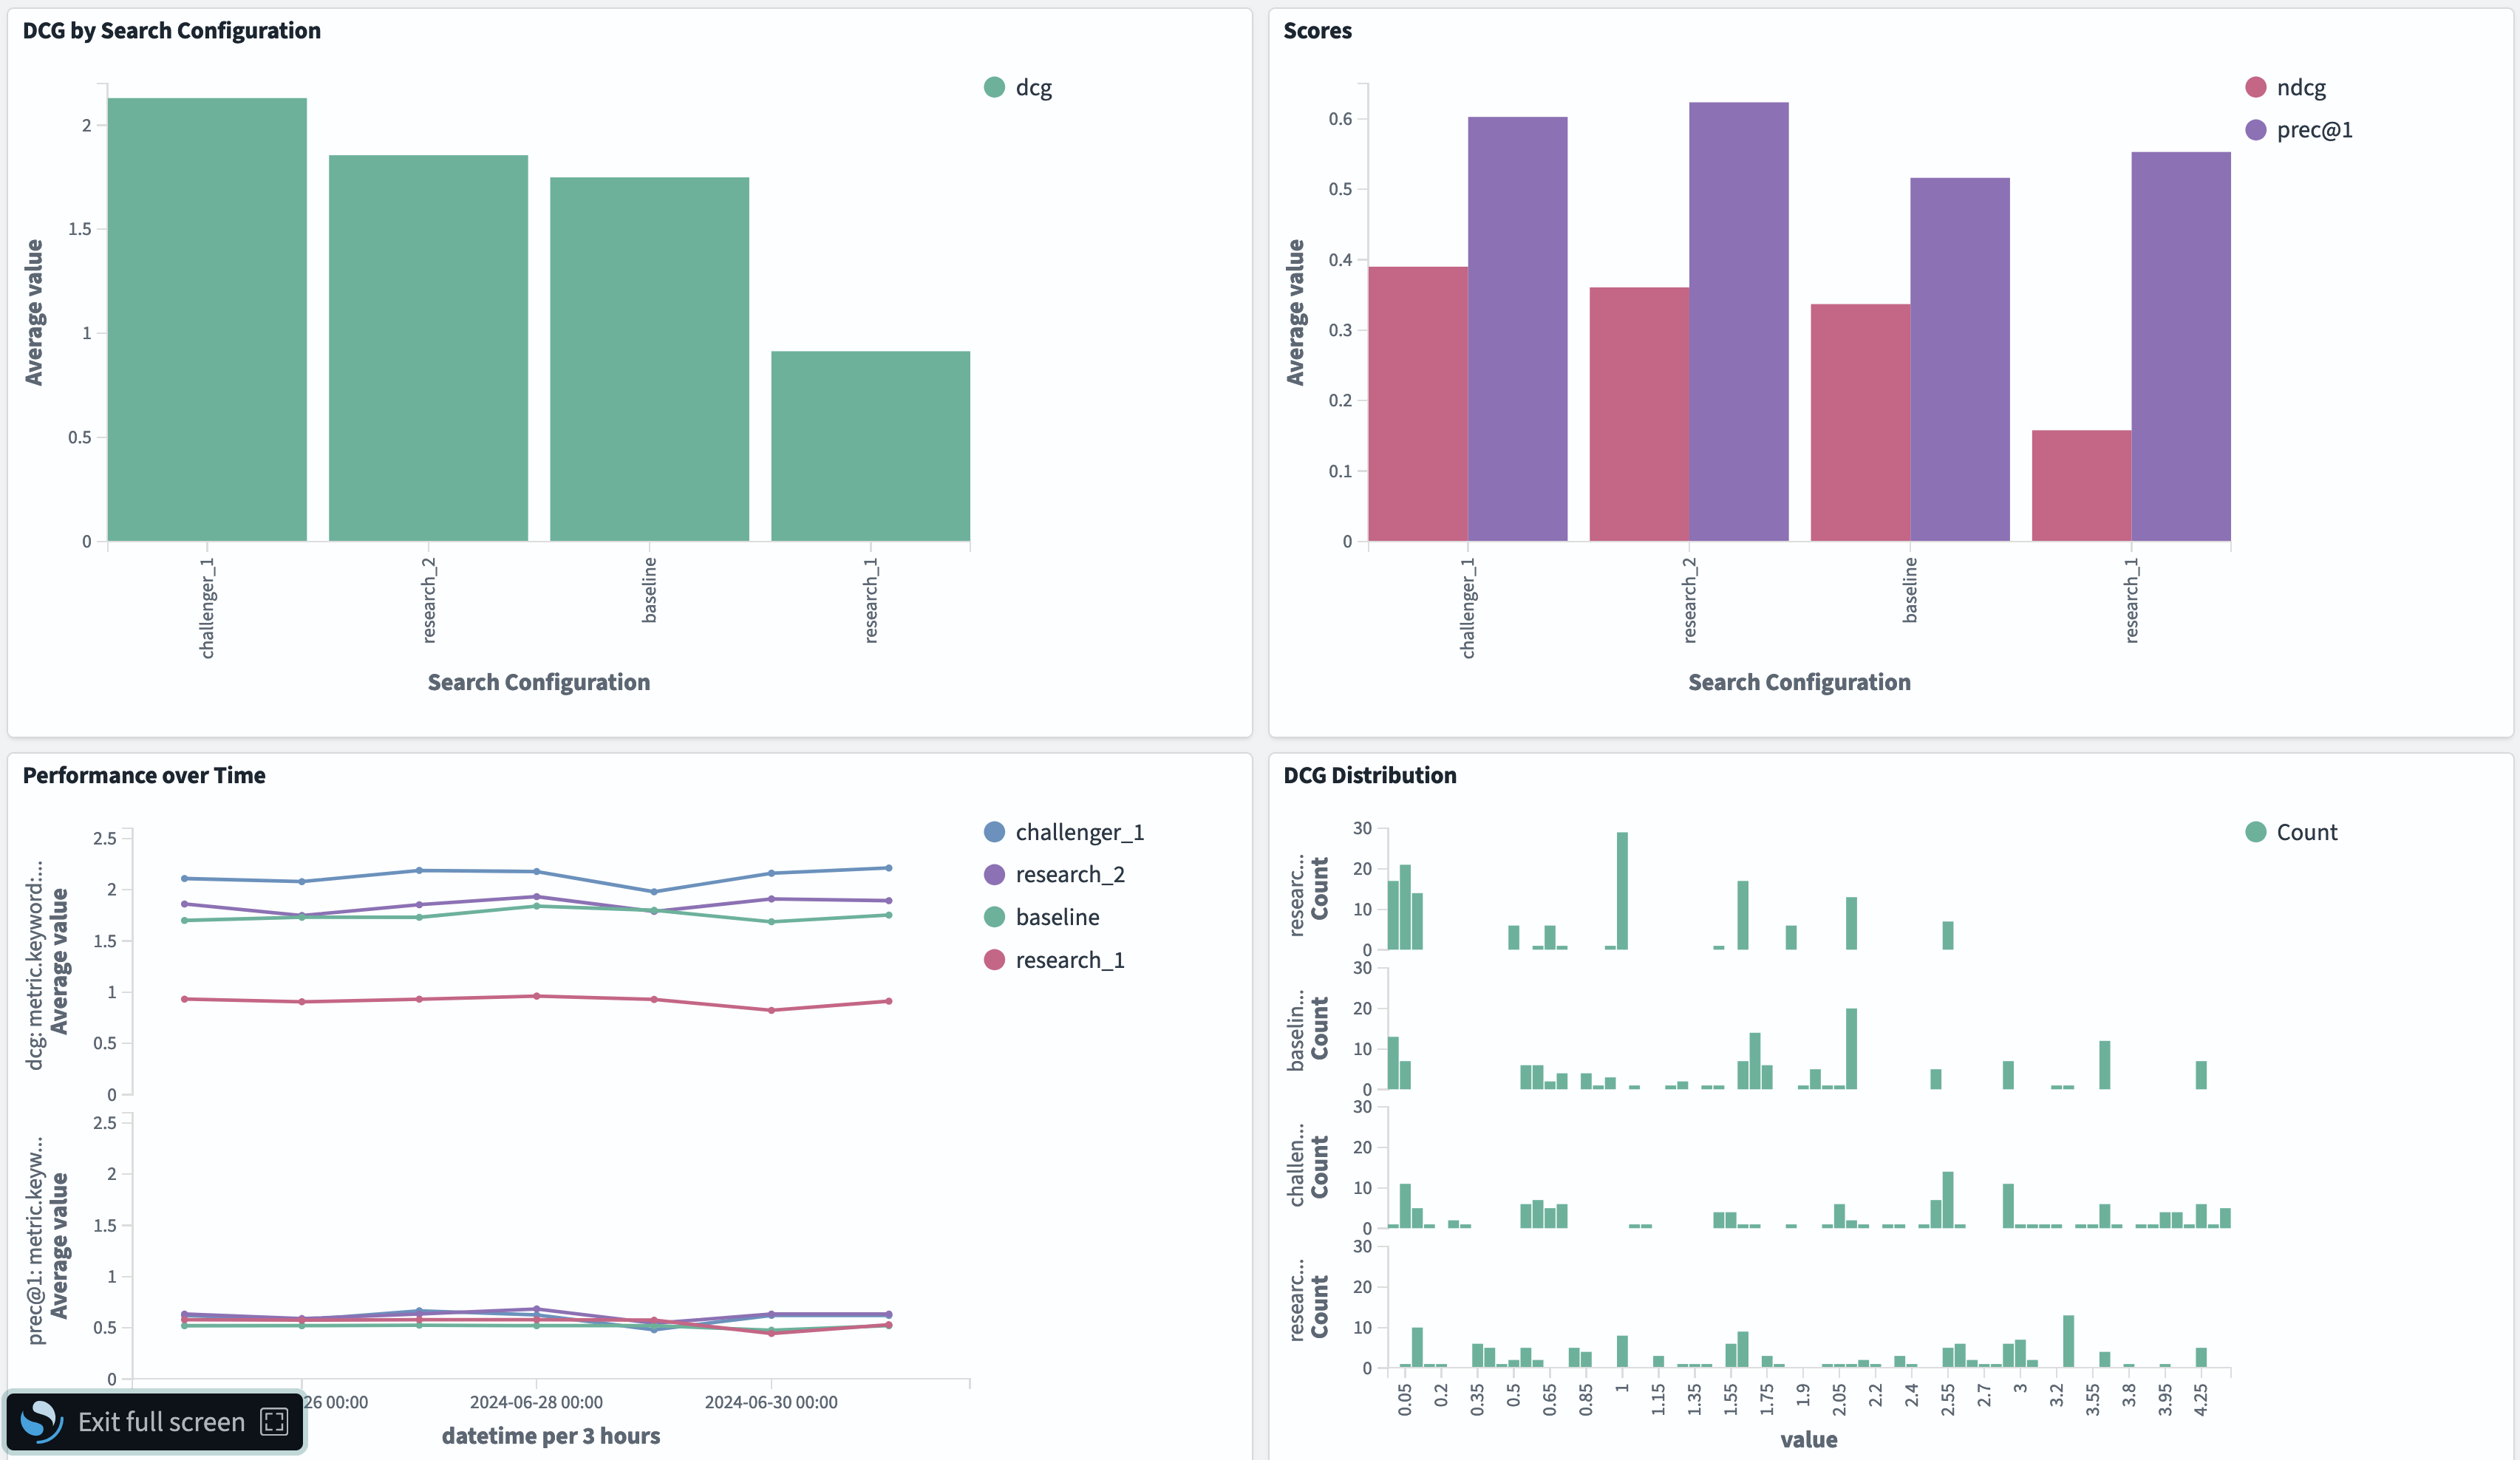 DCG by Search Configuration
dcg
Average value
2
1.5
1
0.5
0
challenger_1
research_2
baseline
research_1
Search Configuration
Scores
ndcg
prec@1
Average value
0.6
0.5
0.4
0.3
0.2
0.1
0
challenger_1
research_2
baseline
research_1
Search Configuration
Performance over Time
challenger_1
research_2
baseline
research_1
dcg: metric.keyword:...
Average value
2.5
2
1.5
1
0.5
0
prec@1: metric.keyw...
Average value
2.5
2
1.5
1
0.5
0
26 00:00
2024-06-28 00:00
2024-06-30 00:00
datetime per 3 hours
Exit full screen
DCG Distribution
Count
researc...
Count
30
20
10
0
baselin...
Count
30
20
10
0
challen...
Count
30
20
10
0
researc...
Count
30
20
10
0
0.05
0.2
0.35
0.5
0.65
0.85
1
1.15
1.35
1.55
1.75
1.9
2.05
2.2
2.4
2.55
2.7
3
3.2
3.55
3.8
3.95
4.25
value